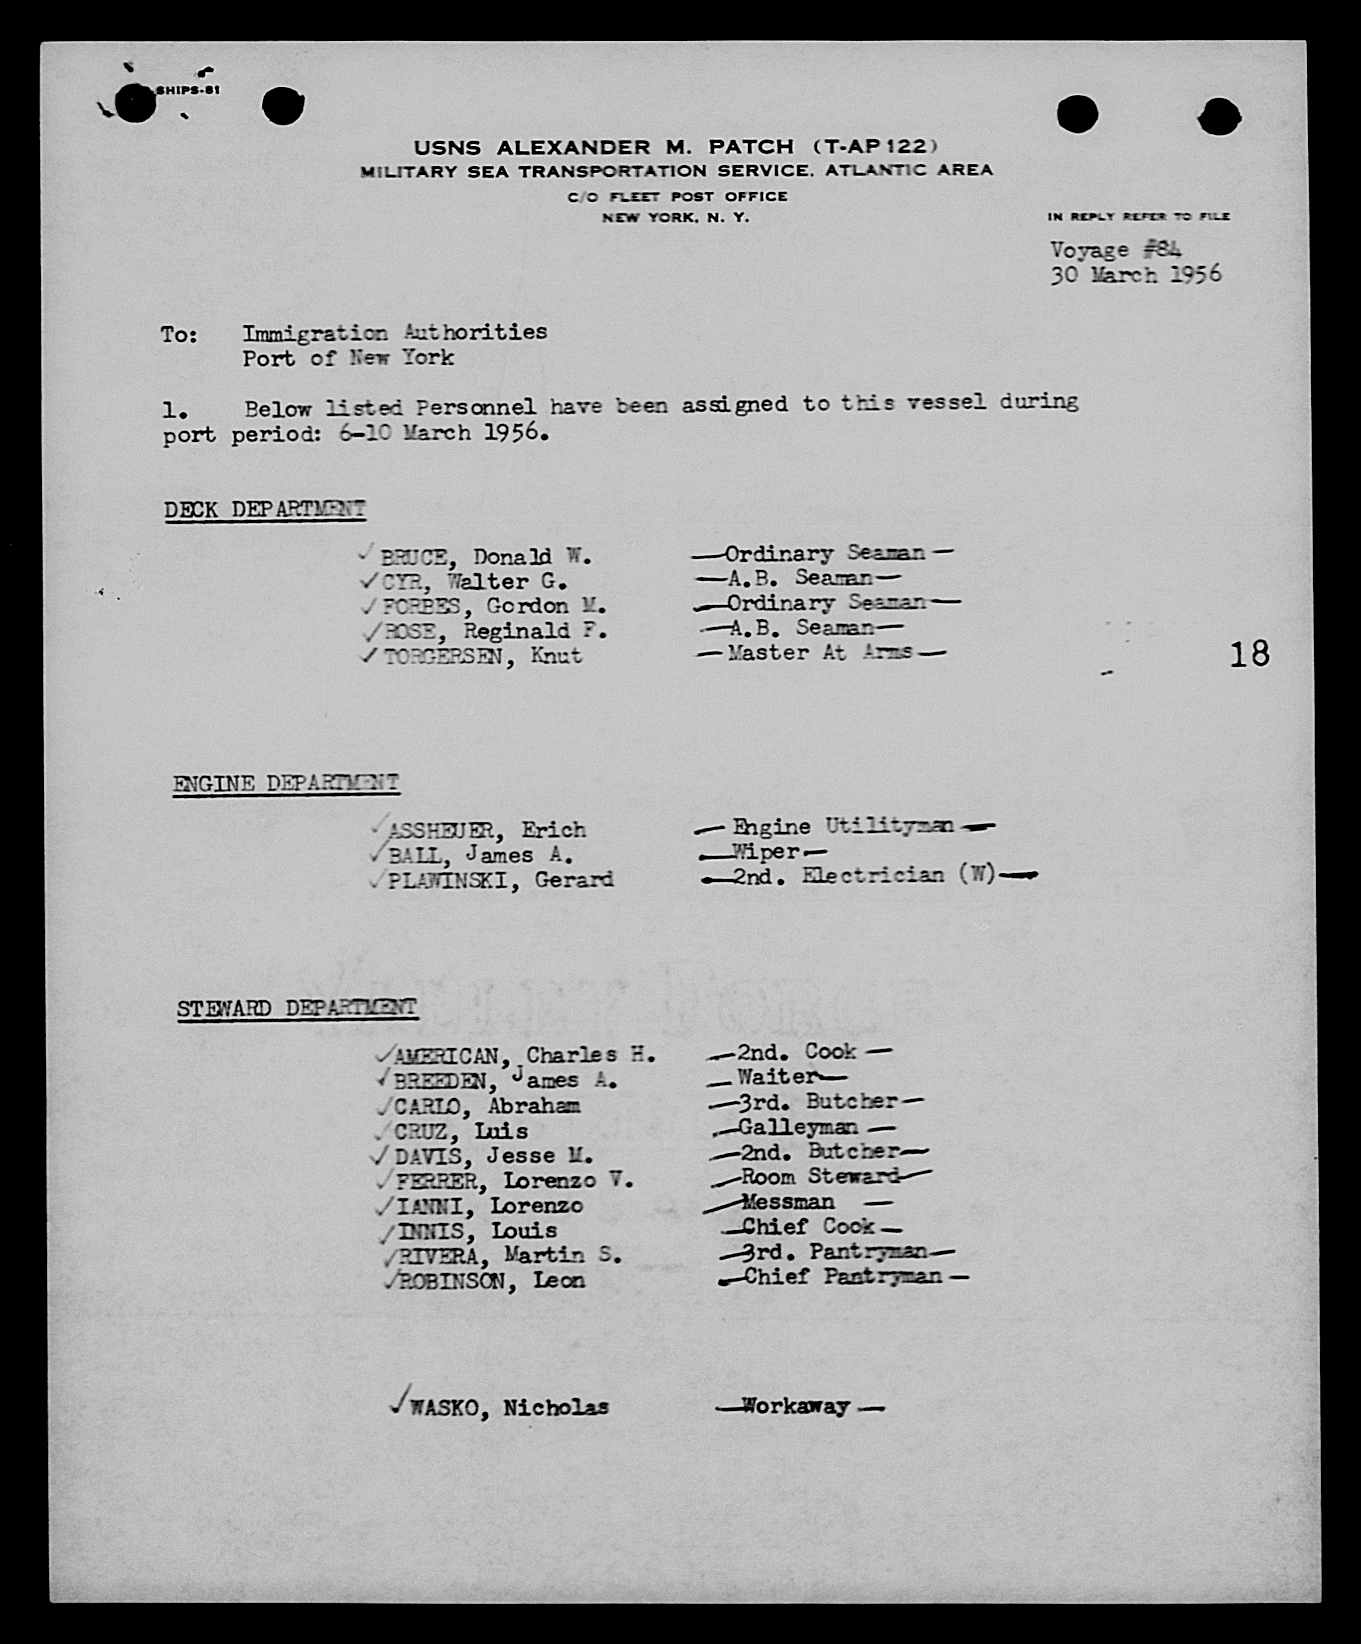 SHIPS-81
USNS ALEXANDER M. PATCH (T-AP 122)
MILITARY SEA TRANSPORTATION SERVICE, ATLANTIC AREA
C/O FLEET POST OFFICE
NEW YORK, N. Y.
IN REPLY REFER TO FILE
Voyage #84
30 March 1956
To: Immigration Authorities
Port of New York
1. Below listed Personnel have been assigned to this vessel during
port period: 6-10 March 1956.
DECK DEPARTMENT
✓ BRUCE, Donald W. — Ordinary Seaman —
✓ CYR, Walter G. — A.B. Seaman —
✓ FORBES, Gordon M. — Ordinary Seaman —
✓ ROSE, Reginald F. — A.B. Seaman —
✓ TORGERSEN, Knut — Master At Arms —
18
ENGINE DEPARTMENT
✓ ASSHEUER, Erich — Engine Utilityman —
✓ BALL, James A. — Wiper —
✓ PLAWINSKI, Gerard — 2nd. Electrician (W) —
STEWARD DEPARTMENT
✓ AMERICAN, Charles H. — 2nd. Cook —
✓ BREEDEN, James A. — Waiter —
✓ CARLO, Abraham — 3rd. Butcher —
✓ CRUZ, Luis — Galleyman —
✓ DAVIS, Jesse M. — 2nd. Butcher —
✓ FERRER, Lorenzo V. — Room Steward —
✓ IANNI, Lorenzo — Messman —
✓ INNIS, Louis — Chief Cook —
✓ RIVERA, Martin S. — 3rd. Pantryman —
✓ ROBINSON, Leon — Chief Pantryman —
✓ WASKO, Nicholas — Workaway —